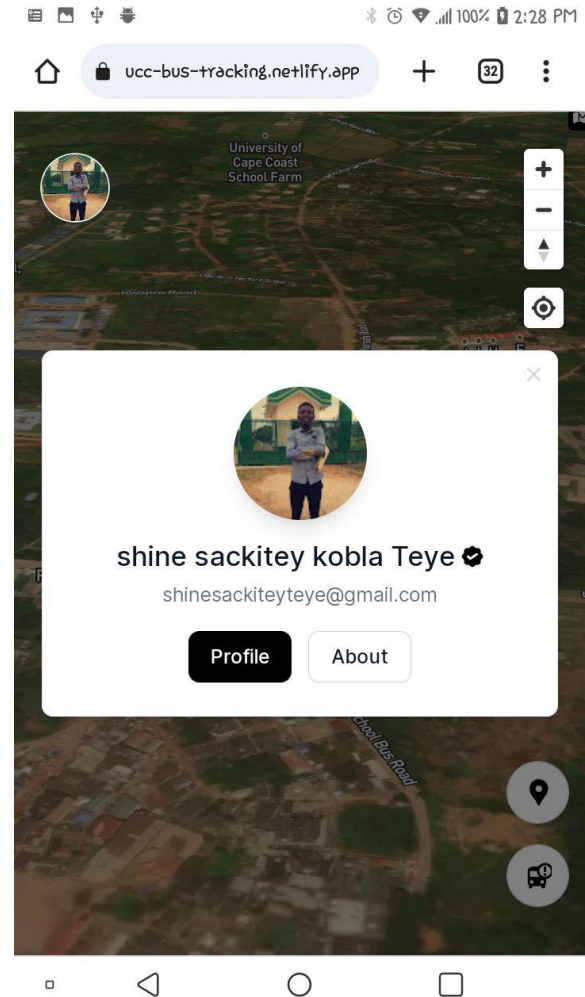 100% 2:28 PM
ucc-bus-tracking.netlify.app
32
University of
Cape Coast
School Farm
shine sackitey kobla Teye
shinesackiteyteye@gmail.com
Profile
About
School Bus Road